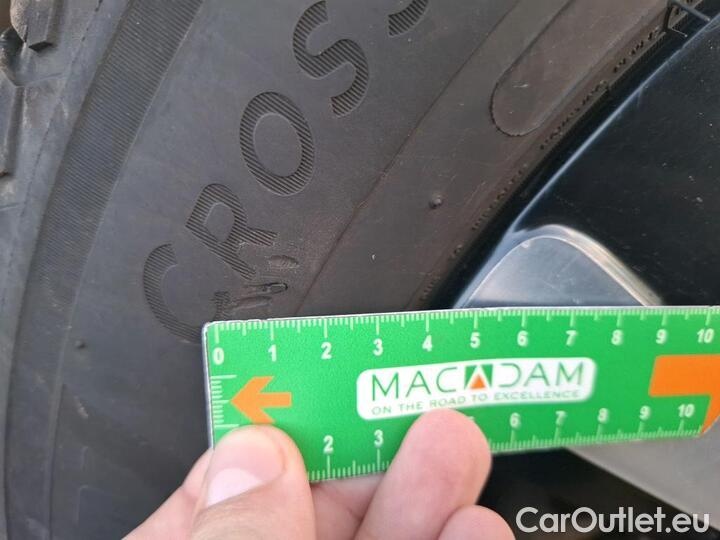 CROSS
0 1 2 3 4 5 6 7 8 9 10
MACADAM
ON THE ROAD TO EXCELLENCE
2 3 6 7 8 9 10
CarOutlet.eu